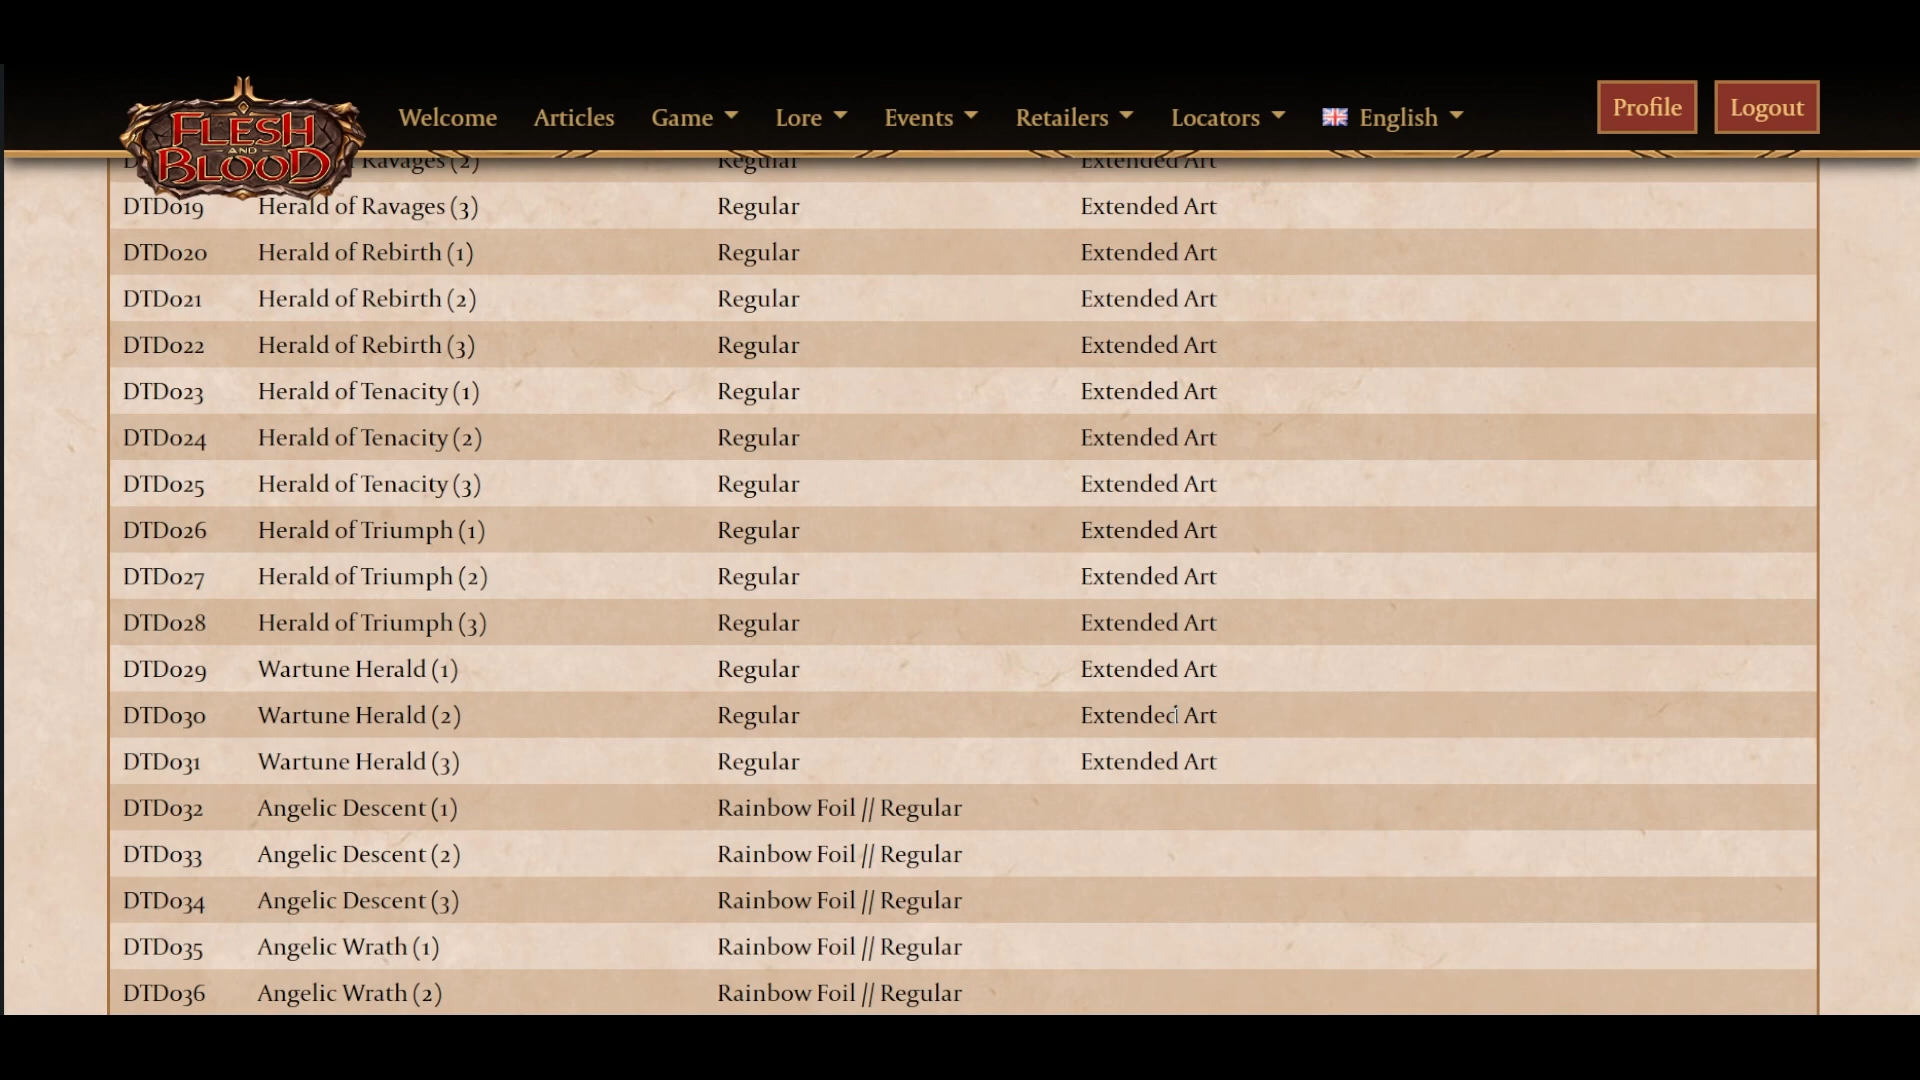 FLESH
AND
BLOOD
Welcome Articles Game Lore Events Retailers Locators English Profile Logout
Ravages (2) Regular Extended Art
DTD019 Herald of Ravages (3) Regular Extended Art
DTD020 Herald of Rebirth (1) Regular Extended Art
DTD021 Herald of Rebirth (2) Regular Extended Art
DTD022 Herald of Rebirth (3) Regular Extended Art
DTD023 Herald of Tenacity (1) Regular Extended Art
DTD024 Herald of Tenacity (2) Regular Extended Art
DTD025 Herald of Tenacity (3) Regular Extended Art
DTD026 Herald of Triumph (1) Regular Extended Art
DTD027 Herald of Triumph (2) Regular Extended Art
DTD028 Herald of Triumph (3) Regular Extended Art
DTD029 Wartune Herald (1) Regular Extended Art
DTD030 Wartune Herald (2) Regular Extended Art
DTD031 Wartune Herald (3) Regular Extended Art
DTD032 Angelic Descent (1) Rainbow Foil // Regular
DTD033 Angelic Descent (2) Rainbow Foil // Regular
DTD034 Angelic Descent (3) Rainbow Foil // Regular
DTD035 Angelic Wrath (1) Rainbow Foil // Regular
DTD036 Angelic Wrath (2) Rainbow Foil // Regular